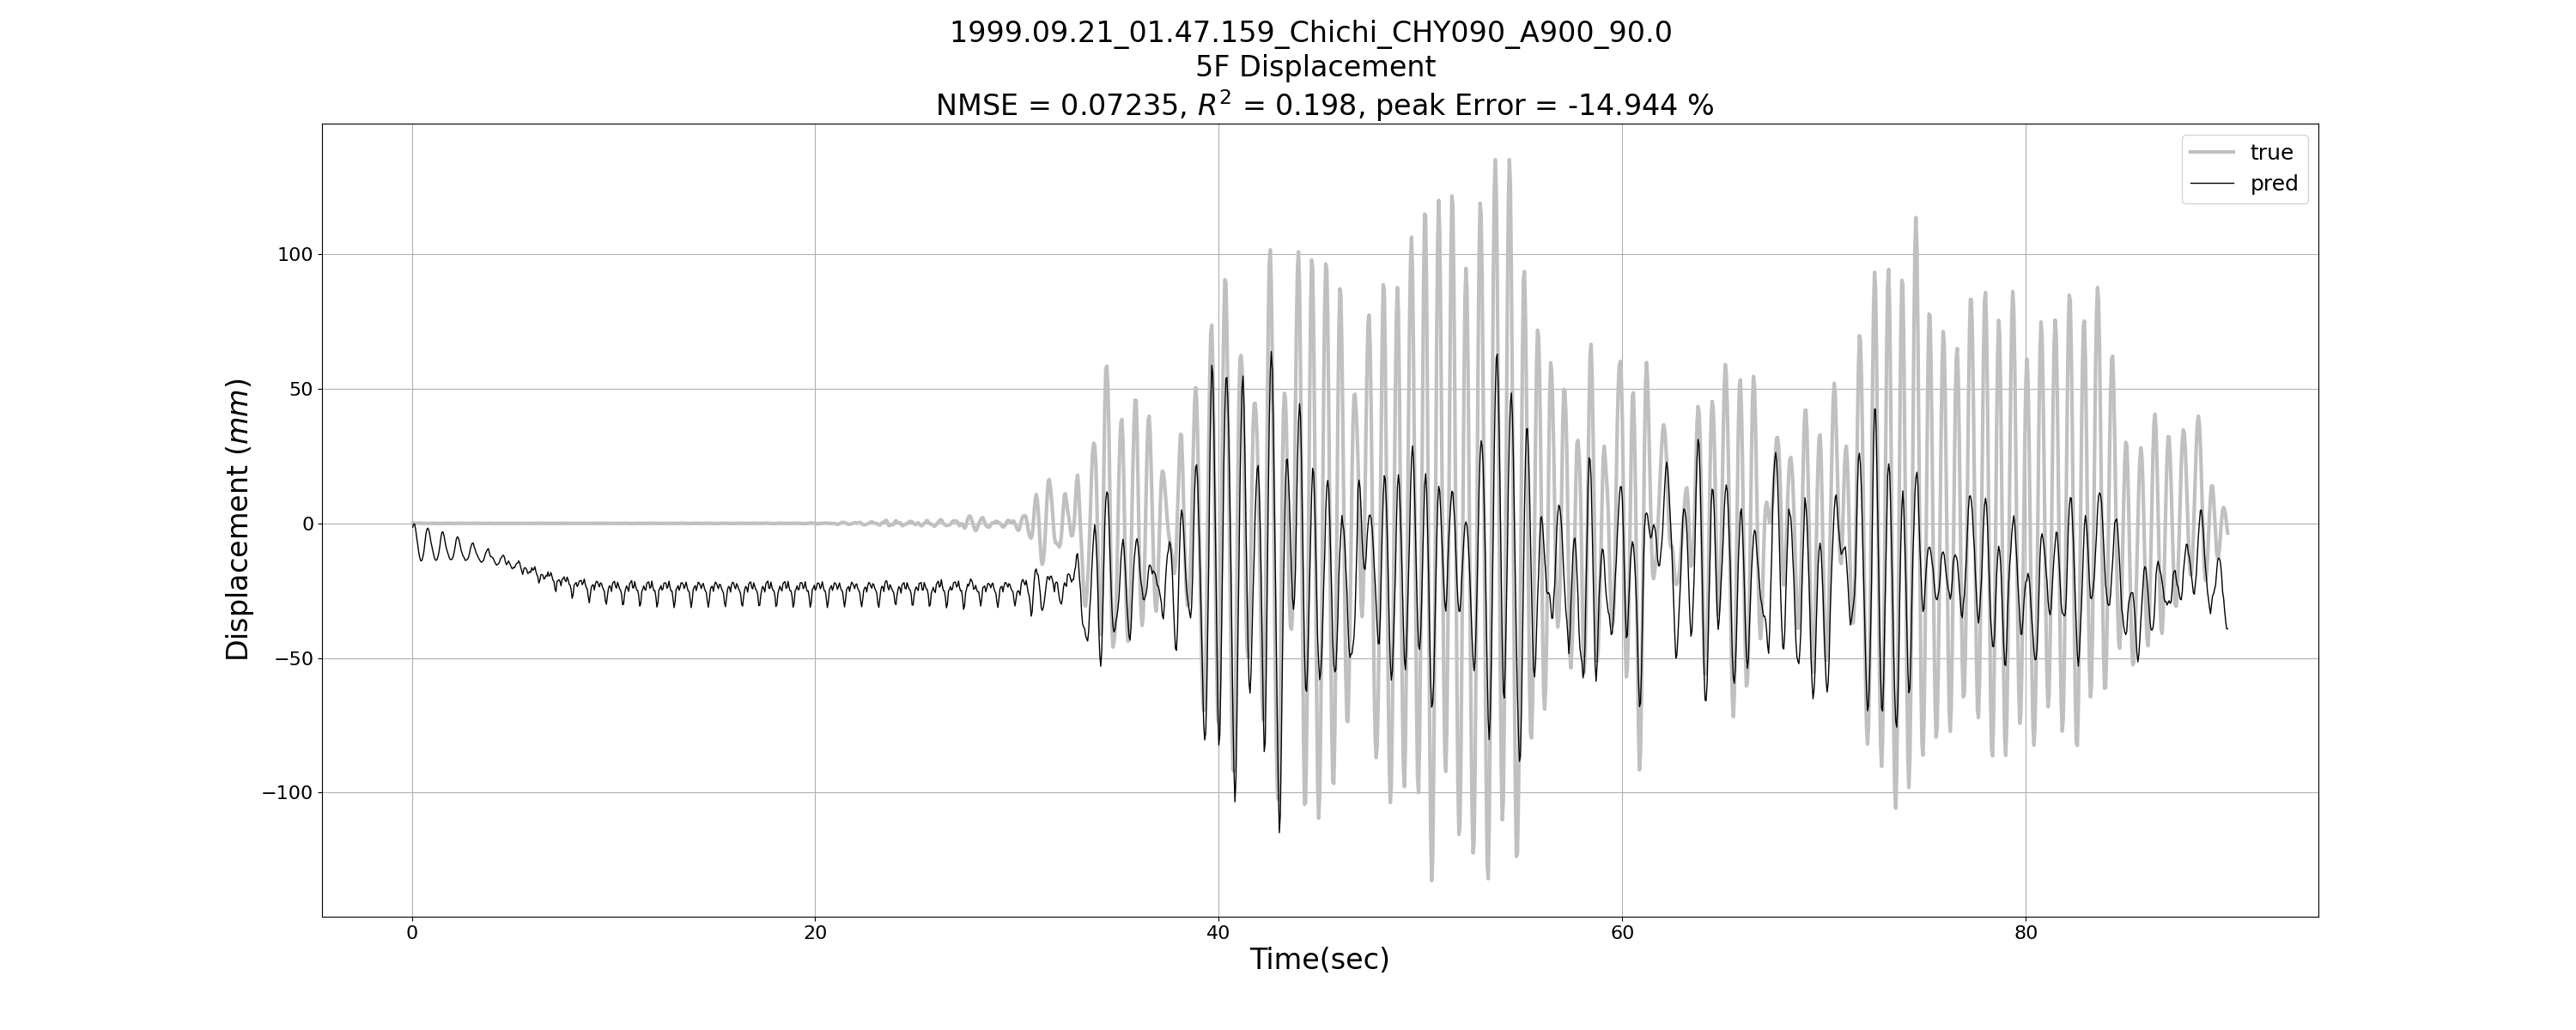 1999.09.21_01.47.159_Chichi_CHY090_A900_90.0
5F Displacement
NMSE = 0.07235, R² = 0.198, peak Error = -14.944 %
true
pred
Displacement (mm)
100
50
0
−50
−100
0 20 40 60 80
Time(sec)